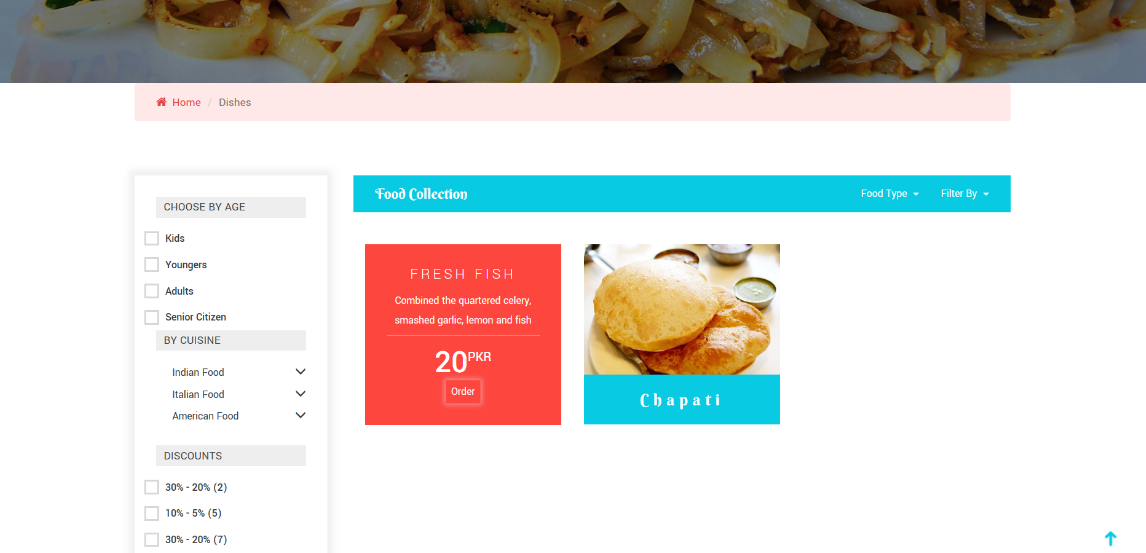 Home / Dishes
CHOOSE BY AGE
Kids
Youngers
Adults
Senior Citizen
BY CUISINE
Indian Food
Italian Food
American Food
DISCOUNTS
30% - 20% (2)
10% - 5% (5)
30% - 20% (7)
Food Collection
Food Type
Filter By
FRESH FISH
Combined the quartered celery,
smashed garlic, lemon and fish
20PKR
Order
Chapati